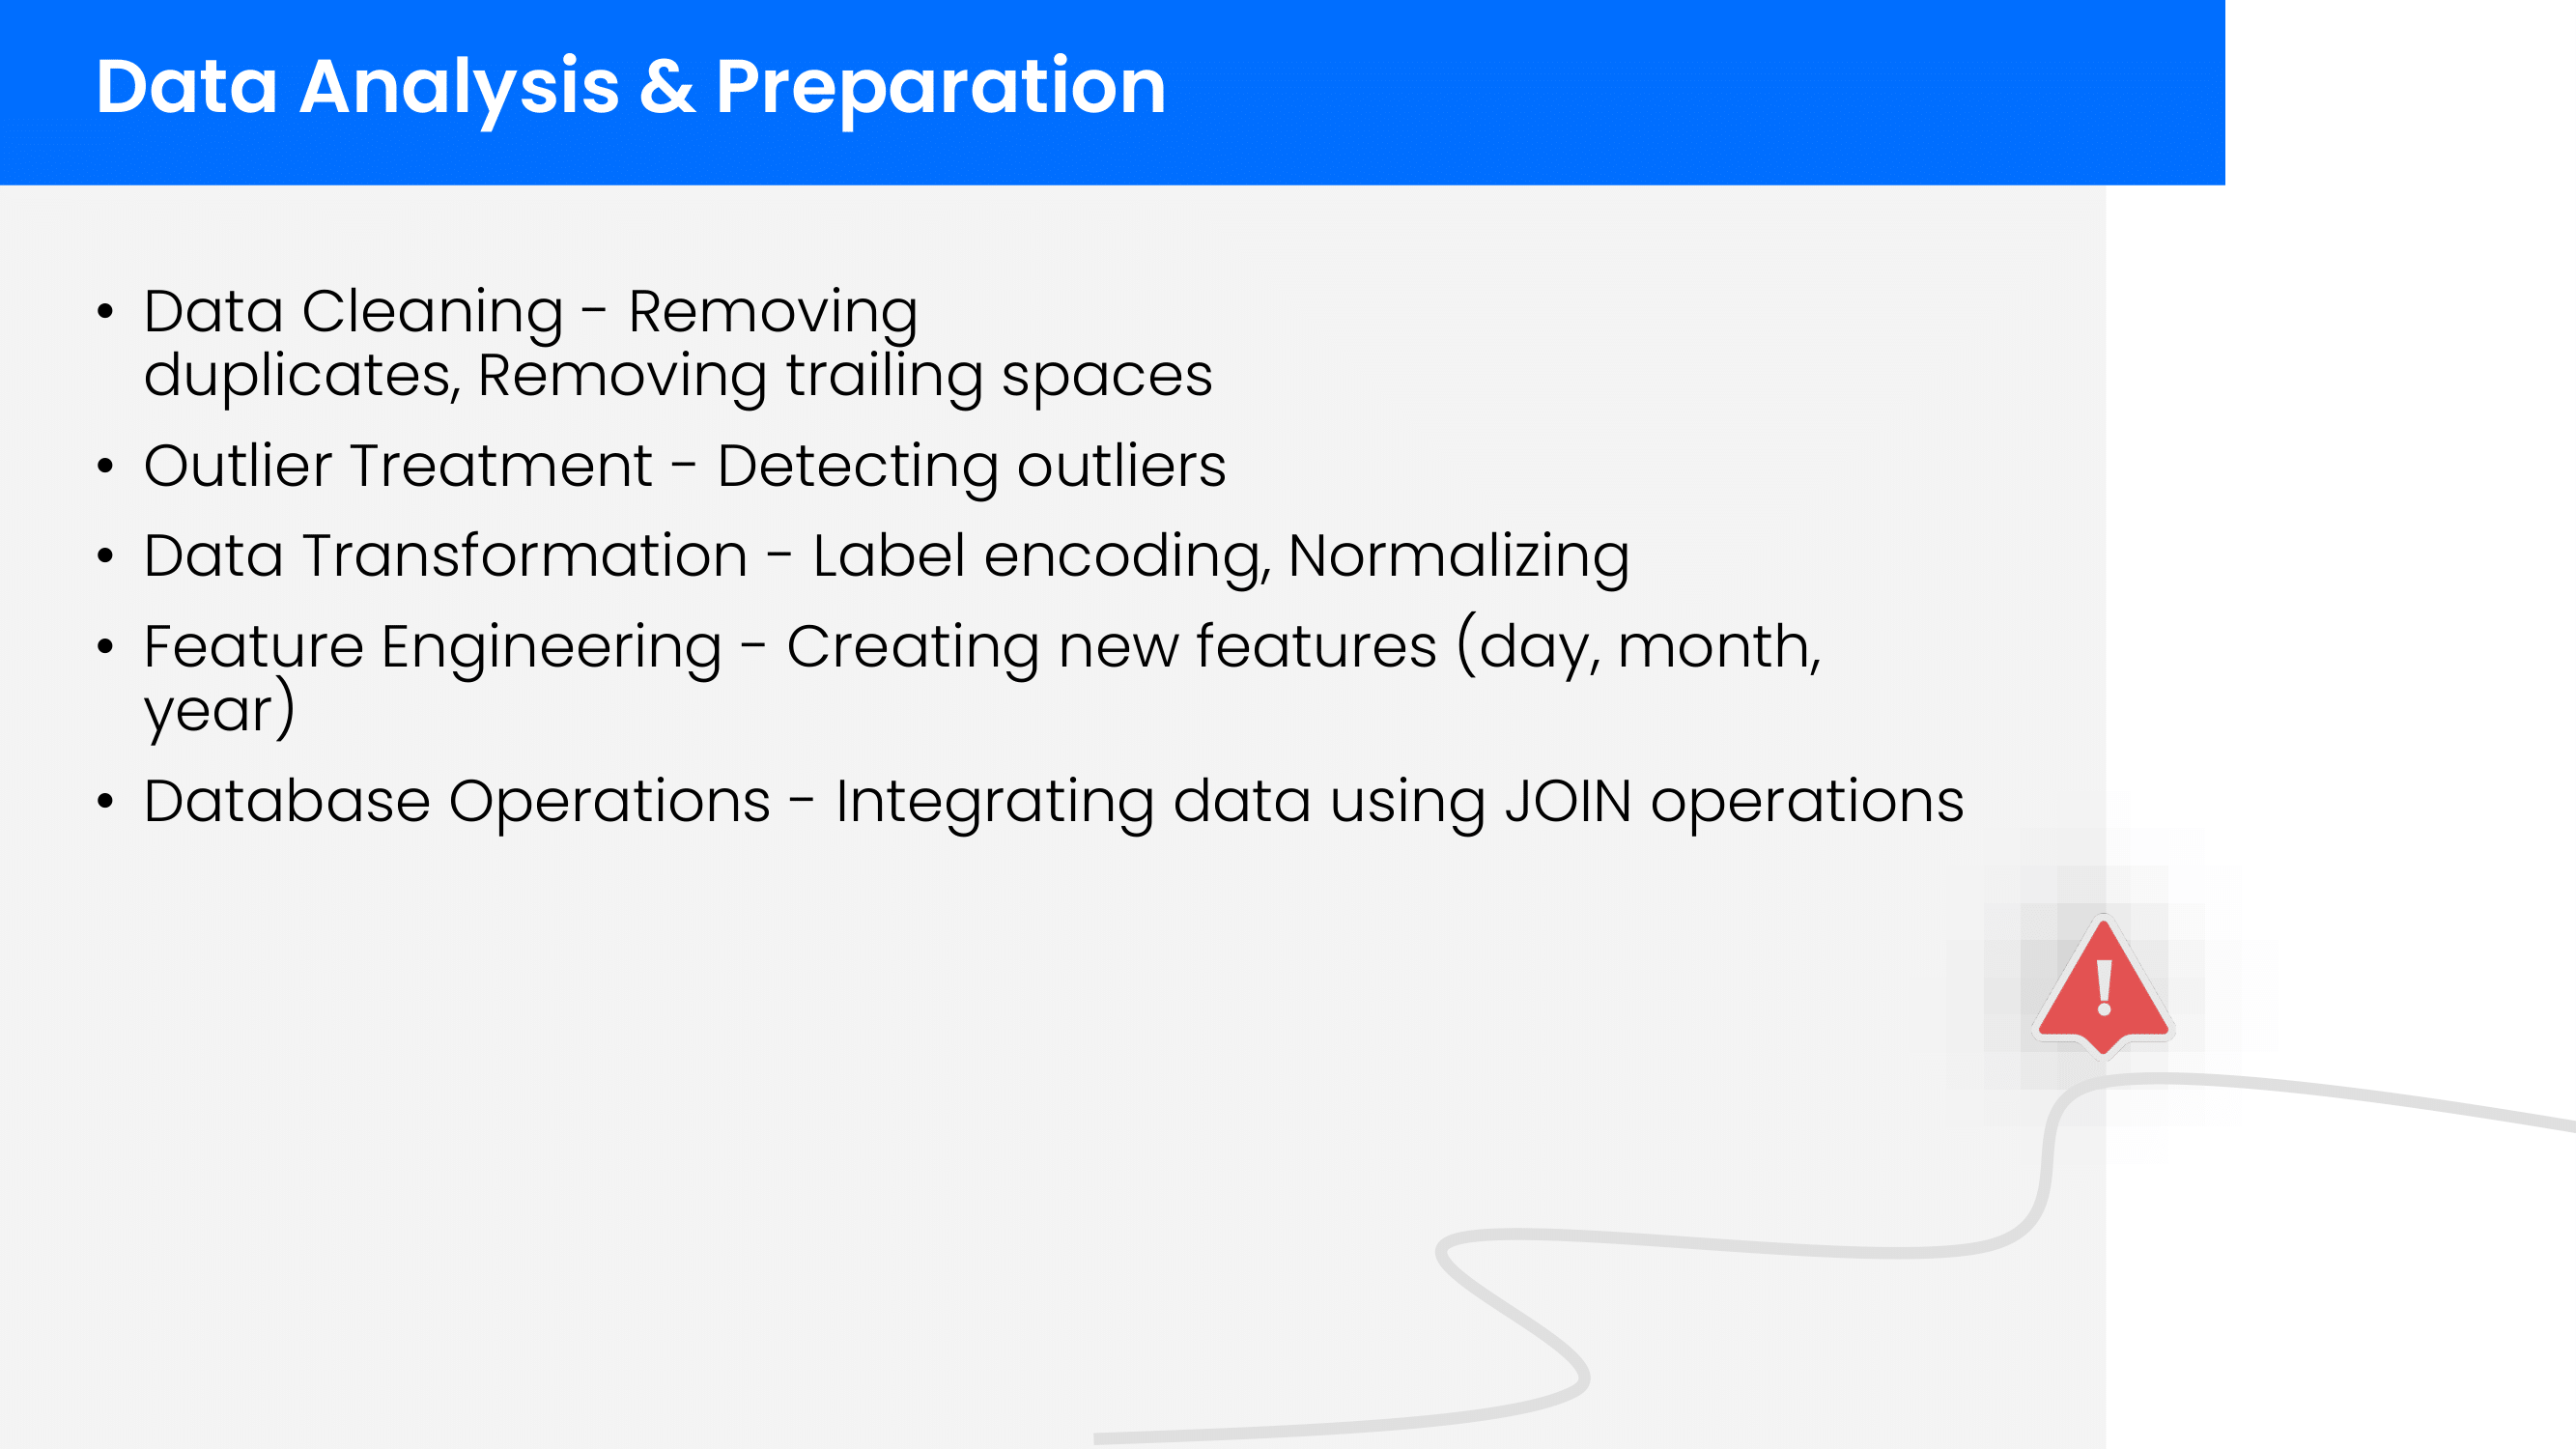 Data Analysis & Preparation
• Data Cleaning - Removing
duplicates, Removing trailing spaces
• Outlier Treatment - Detecting outliers
• Data Transformation - Label encoding, Normalizing
• Feature Engineering - Creating new features (day, month,
year)
• Database Operations - Integrating data using JOIN operations
!